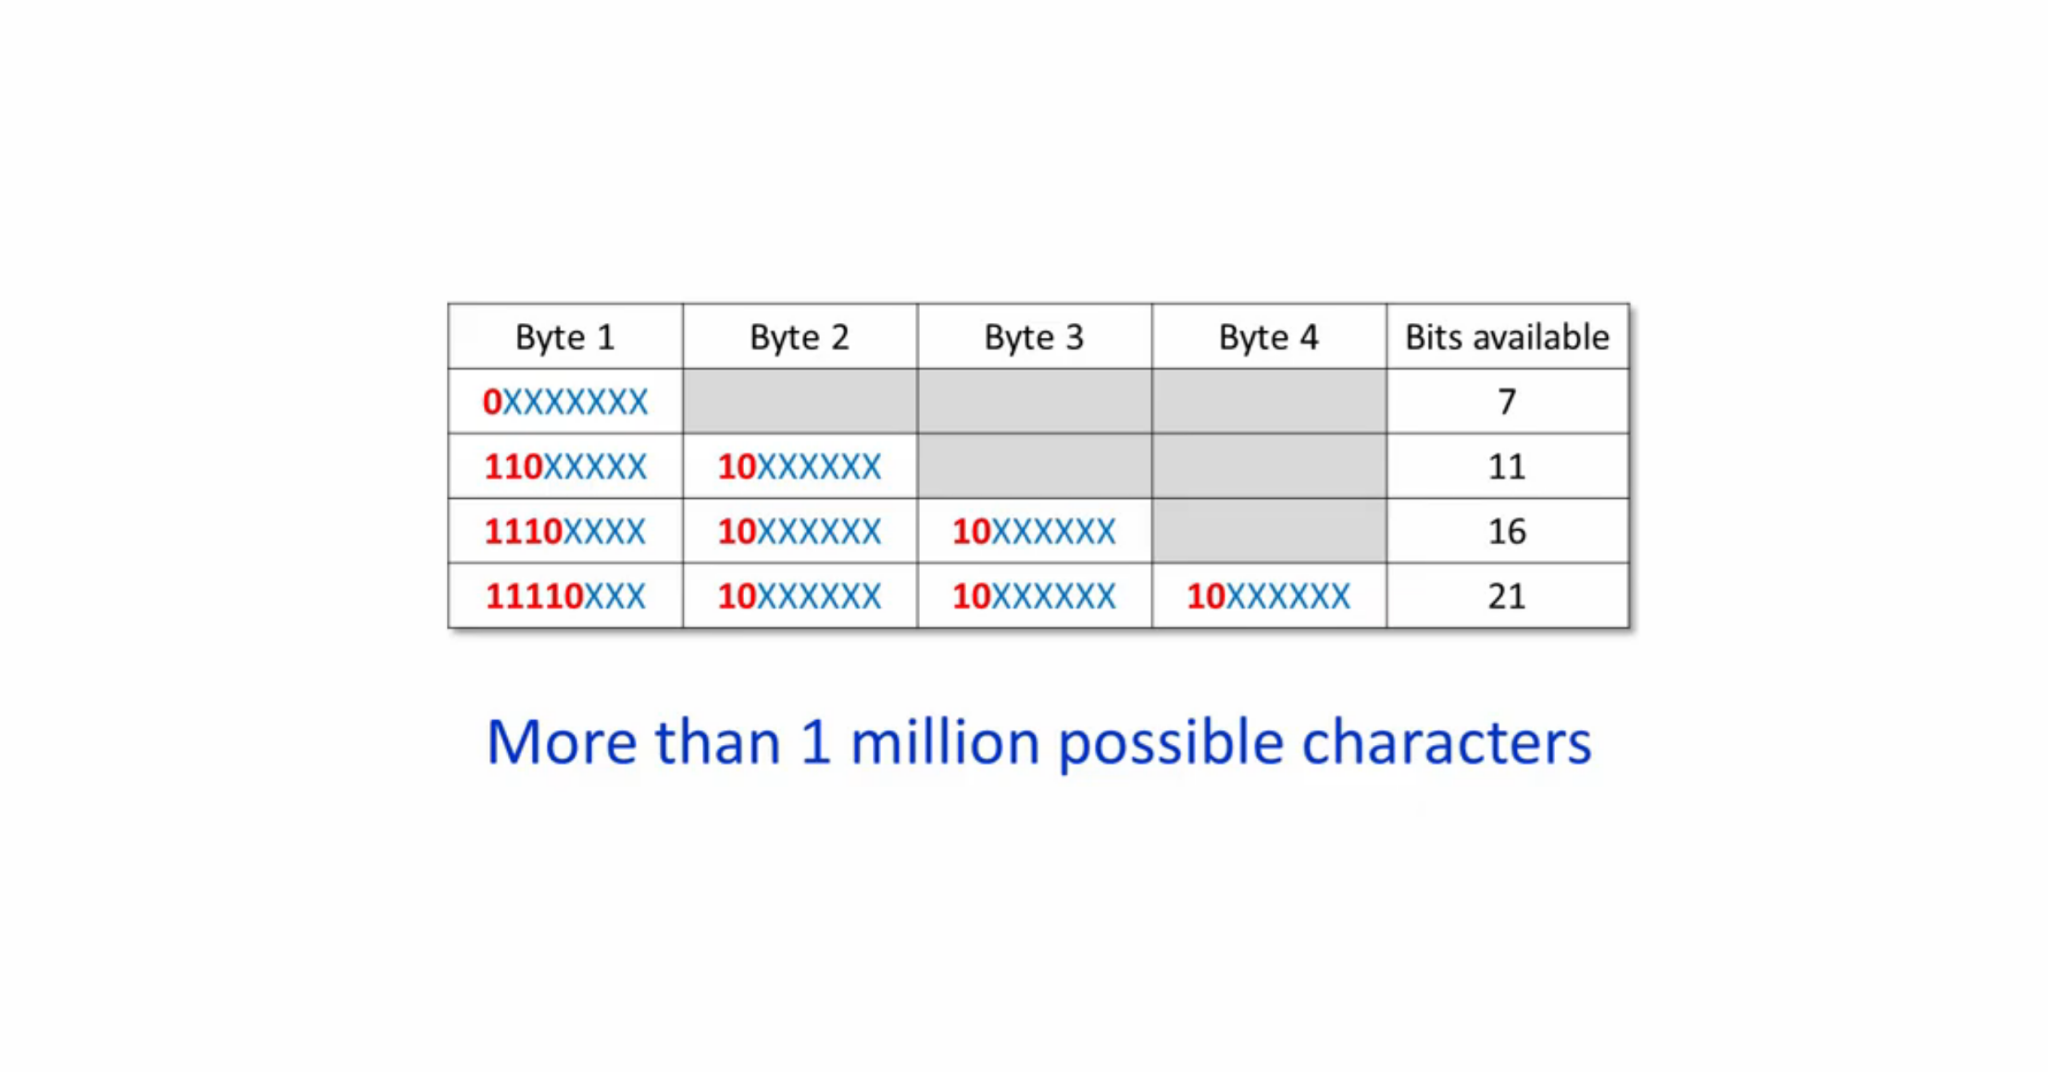 Byte 1 Byte 2 Byte 3 Byte 4 Bits available
0XXXXXXX 7
110XXXXX 10XXXXXX 11
1110XXXX 10XXXXXX 10XXXXXX 16
11110XXX 10XXXXXX 10XXXXXX 10XXXXXX 21
More than 1 million possible characters